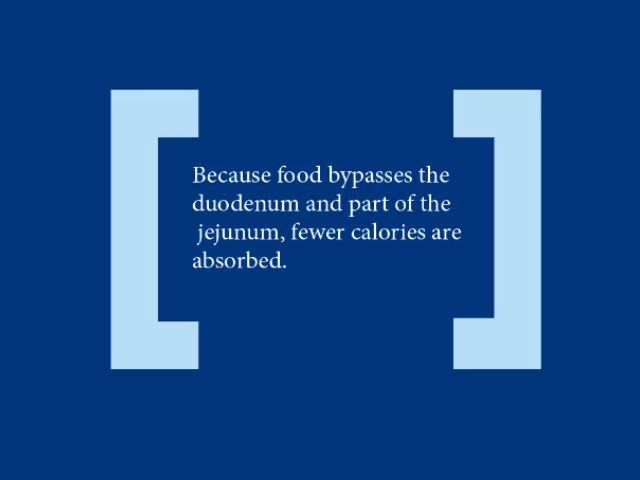 Because food bypasses the
duodenum and part of the
jejunum, fewer calories are
absorbed.